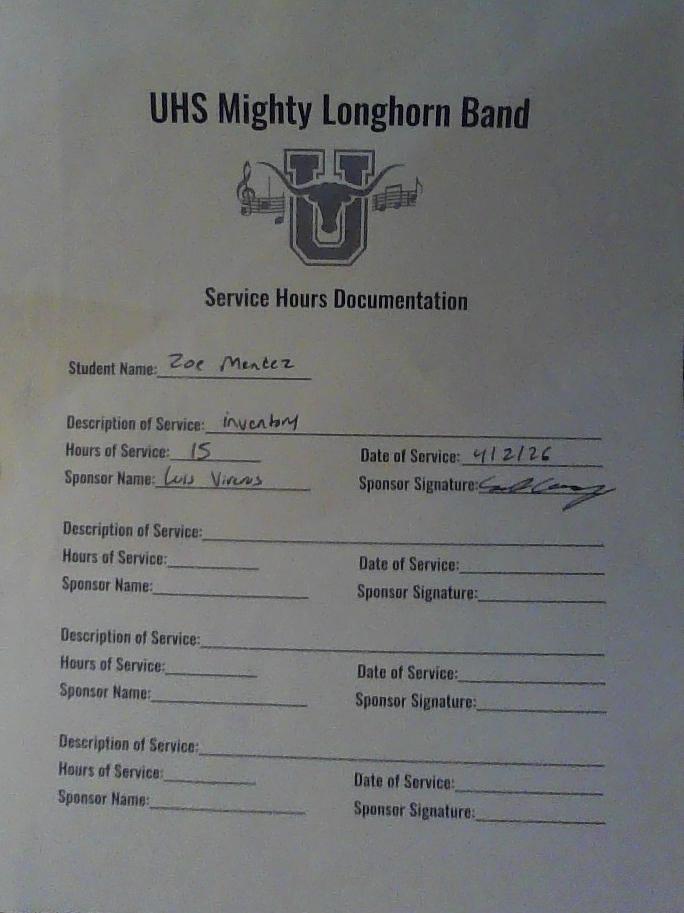 UHS Mighty Longhorn Band
U
Service Hours Documentation
Student Name: Zoe Mentez
Description of Service: inventory
Hours of Service: 15 Date of Service: 4/2/26
Sponsor Name: Luis Viveros Sponsor Signature:
Description of Service:
Hours of Service: Date of Service:
Sponsor Name: Sponsor Signature:
Description of Service:
Hours of Service: Date of Service:
Sponsor Name: Sponsor Signature:
Description of Service:
Hours of Service: Date of Service:
Sponsor Name: Sponsor Signature: